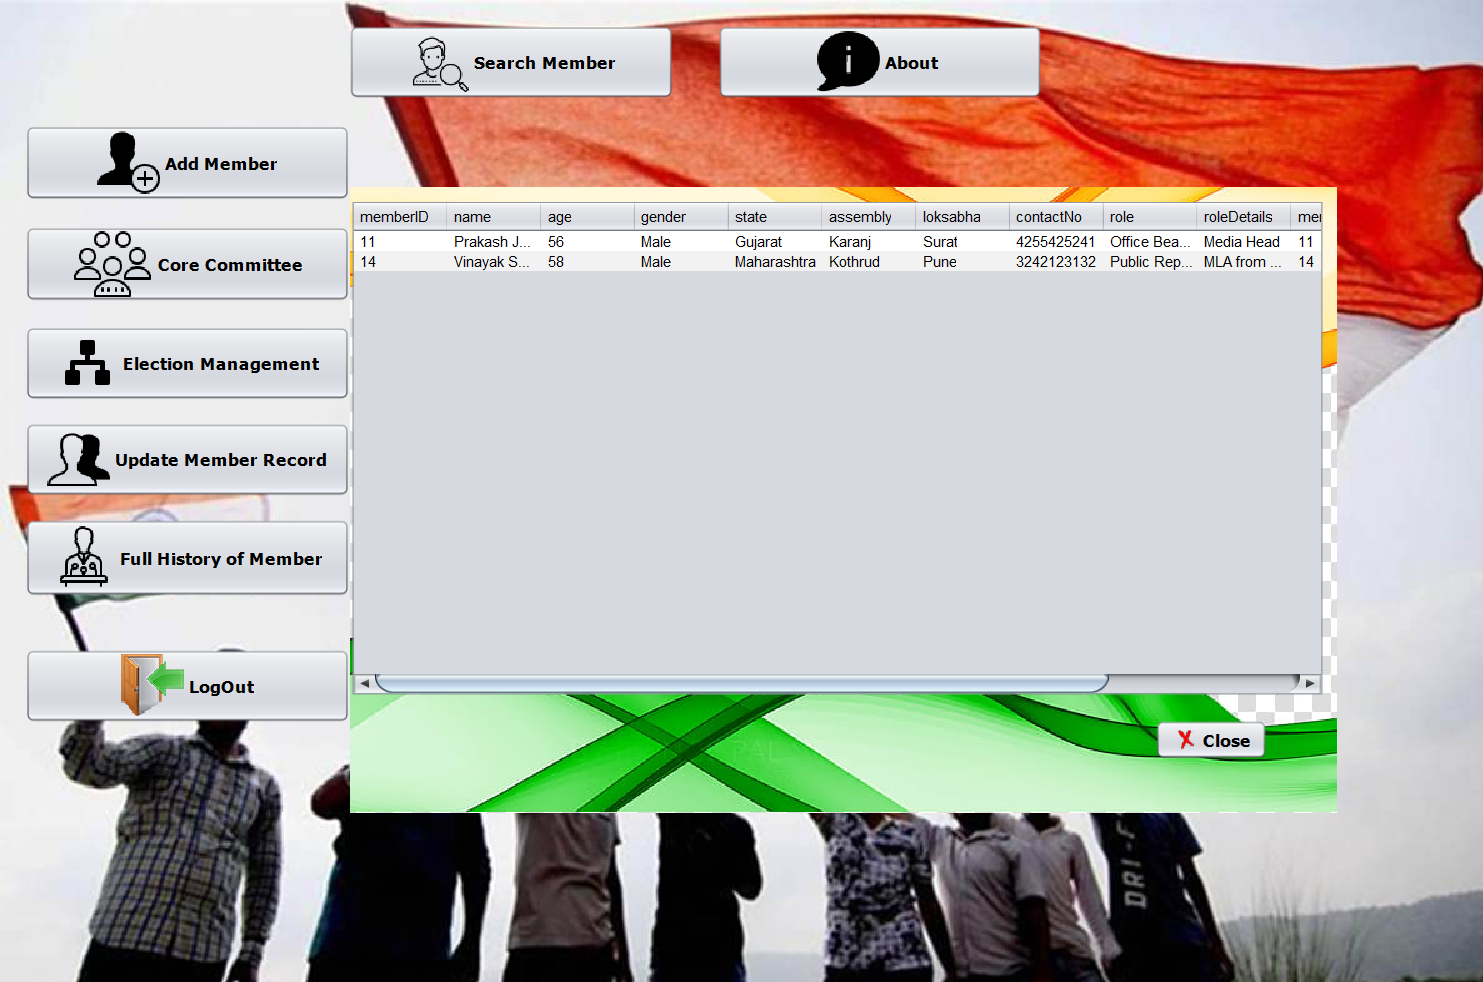 Search Member
About
Add Member
Core Committee
Election Management
Update Member Record
Full History of Member
LogOut
memberID name age gender state assembly loksabha contactNo role roleDetails mer
11 Prakash J... 56 Male Gujarat Karanj Surat 4255425241 Office Bea... Media Head 11
14 Vinayak S... 58 Male Maharashtra Kothrud Pune 3242123132 Public Rep... MLA from ... 14
Close
DRI-F